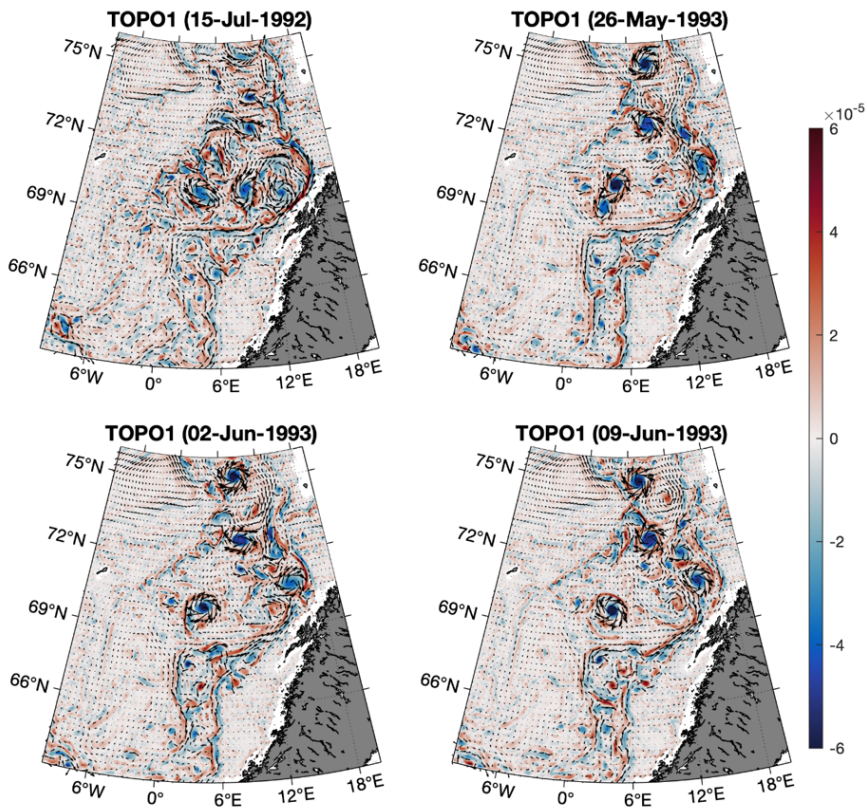 TOPO1 (15-Jul-1992)
75°N
72°N
69°N
66°N
6°W
0°
6°E
12°E
18°E
TOPO1 (26-May-1993)
75°N
72°N
69°N
66°N
6°W
0°
6°E
12°E
18°E
TOPO1 (02-Jun-1993)
75°N
72°N
69°N
66°N
6°W
0°
6°E
12°E
18°E
TOPO1 (09-Jun-1993)
75°N
72°N
69°N
66°N
6°W
0°
6°E
12°E
18°E
×10⁻⁵
6
4
2
0
-2
-4
-6